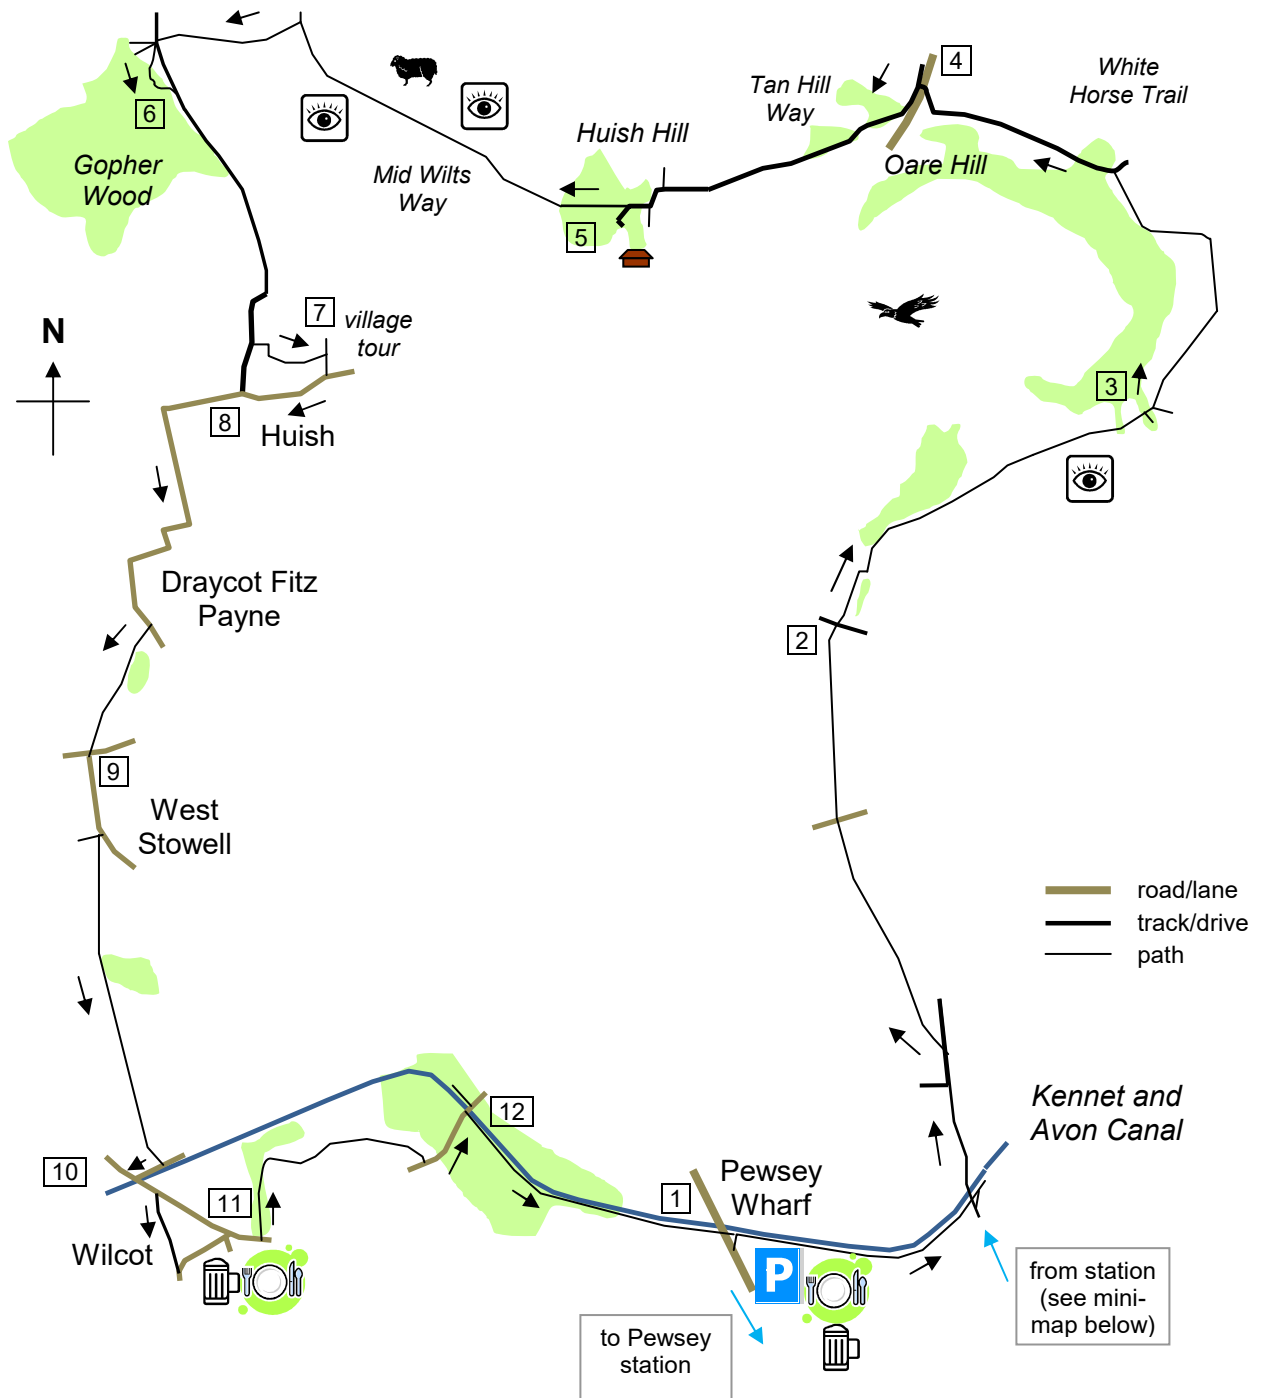 4
White
Horse Trail
Tan Hill
Way
6
Huish Hill
Oare Hill
Gopher
Wood
Mid Wilts
Way
5
7
village
tour
N
3
8
Huish
Draycot Fitz
Payne
2
9
West
Stowell
road/lane
track/drive
path
12
Kennet and
Avon Canal
10
11
1
Pewsey
Wharf
Wilcot
P
from station
(see mini-
map below)
to Pewsey
station